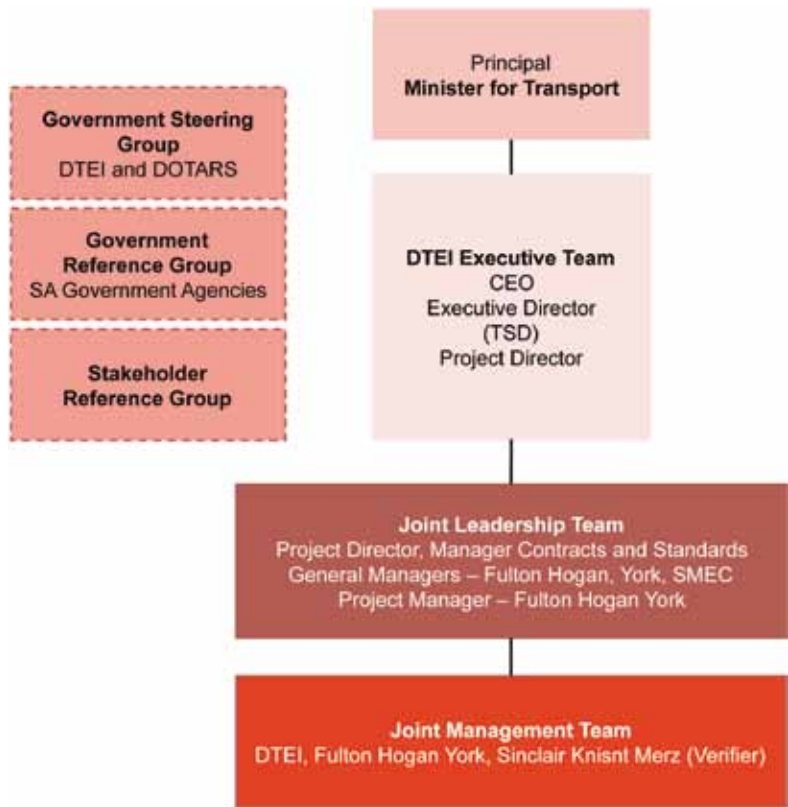 Principal
Minister for Transport
Government Steering
Group
DTEI and DOTARS
Government
Reference Group
SA Government Agencies
Stakeholder
Reference Group
DTEI Executive Team
CEO
Executive Director
(TSD)
Project Director
Joint Leadership Team
Project Director, Manager Contracts and Standards
General Managers – Fulton Hogan, York, SMEC
Project Manager – Fulton Hogan York
Joint Management Team
DTEI, Fulton Hogan York, Sinclair Knisnt Merz (Verifier)